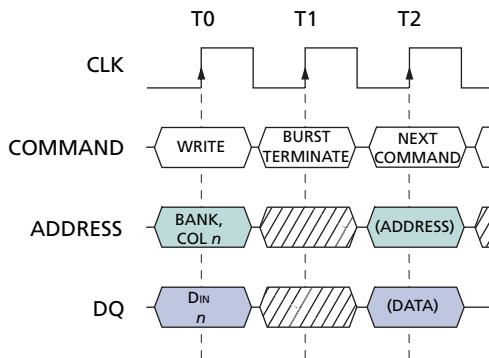 T0 T1 T2
CLK
COMMAND WRITE BURST TERMINATE NEXT COMMAND
ADDRESS BANK, COL n (ADDRESS)
DQ DIN n (DATA)